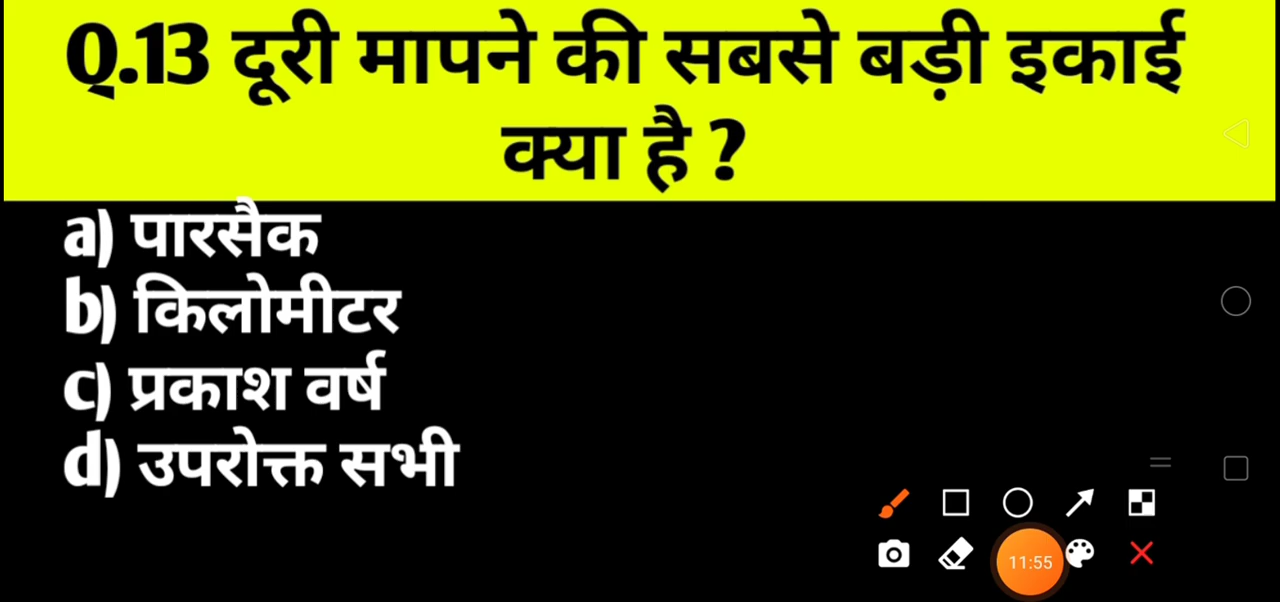 Q.13 दूरी मापने की सबसे बड़ी इकाई
क्या है ?
a) पारसैक
b) किलोमीटर
c) प्रकाश वर्ष
d) उपरोक्त सभी
11:55